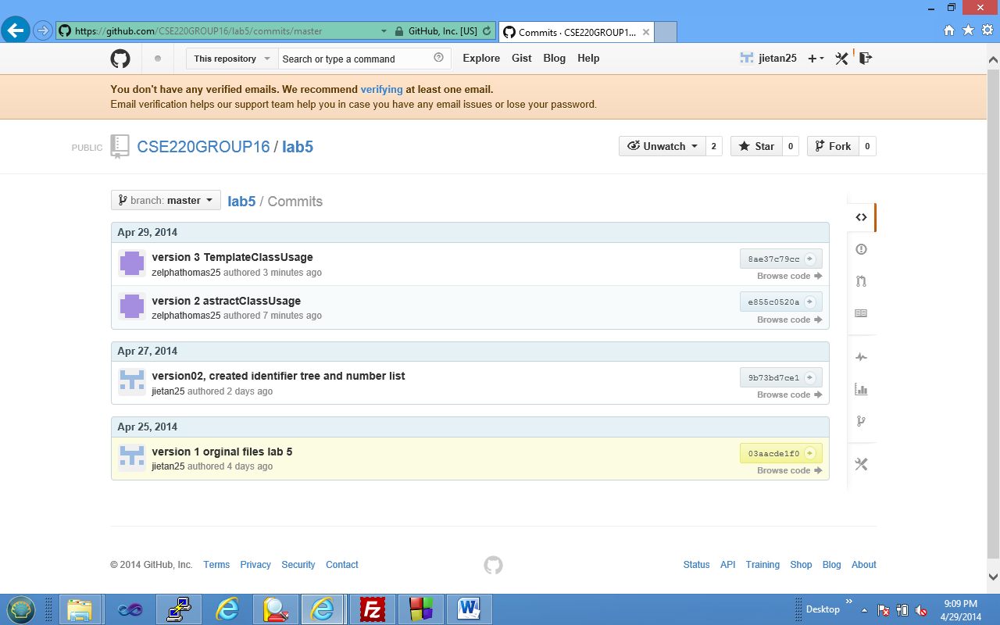 https://github.com/CSE220GROUP16/lab5/commits/master
GitHub, Inc. [US]
Commits · CSE220GROUP1...
This repository
Search or type a command
Explore
Gist
Blog
Help
jietan25
You don't have any verified emails. We recommend verifying at least one email.
Email verification helps our support team help you in case you have any email issues or lose your password.
PUBLIC
CSE220GROUP16 / lab5
Unwatch 2
Star 0
Fork 0
branch: master
lab5 / Commits
Apr 29, 2014
version 3 TemplateClassUsage
8ae37c79cc
zelphathomas25 authored 3 minutes ago
Browse code
version 2 astractClassUsage
e855c0520a
zelphathomas25 authored 7 minutes ago
Browse code
Apr 27, 2014
version02, created identifier tree and number list
9b73bd7ce1
jietan25 authored 2 days ago
Browse code
Apr 25, 2014
version 1 orginal files lab 5
03aacde1f0
jietan25 authored 4 days ago
Browse code
© 2014 GitHub, Inc.
Terms
Privacy
Security
Contact
Status
API
Training
Shop
Blog
About
Fz
W
Desktop
9:09 PM
4/29/2014